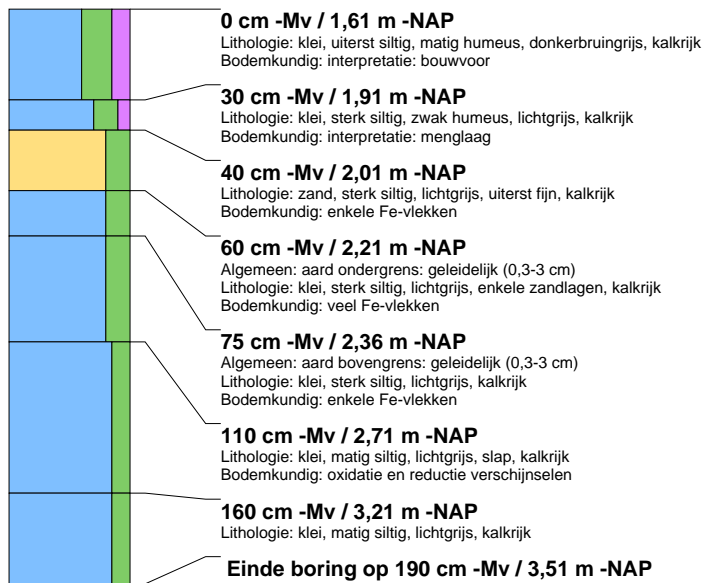 0 cm -Mv / 1,61 m -NAP
Lithologie: klei, uiterst siltig, matig humeus, donkerbruingrijs, kalkrijk
Bodemkundig: interpretatie: bouwvoor
30 cm -Mv / 1,91 m -NAP
Lithologie: klei, sterk siltig, zwak humeus, lichtgrijs, kalkrijk
Bodemkundig: interpretatie: menglaag
40 cm -Mv / 2,01 m -NAP
Lithologie: zand, sterk siltig, lichtgrijs, uiterst fijn, kalkrijk
Bodemkundig: enkele Fe-vlekken
60 cm -Mv / 2,21 m -NAP
Algemeen: aard ondergrens: geleidelijk (0,3-3 cm)
Lithologie: klei, sterk siltig, lichtgrijs, enkele zandlagen, kalkrijk
Bodemkundig: veel Fe-vlekken
75 cm -Mv / 2,36 m -NAP
Algemeen: aard bovengrens: geleidelijk (0,3-3 cm)
Lithologie: klei, sterk siltig, lichtgrijs, kalkrijk
Bodemkundig: enkele Fe-vlekken
110 cm -Mv / 2,71 m -NAP
Lithologie: klei, matig siltig, lichtgrijs, slap, kalkrijk
Bodemkundig: oxidatie en reductie verschijnselen
160 cm -Mv / 3,21 m -NAP
Lithologie: klei, matig siltig, lichtgrijs, kalkrijk
Einde boring op 190 cm -Mv / 3,51 m -NAP